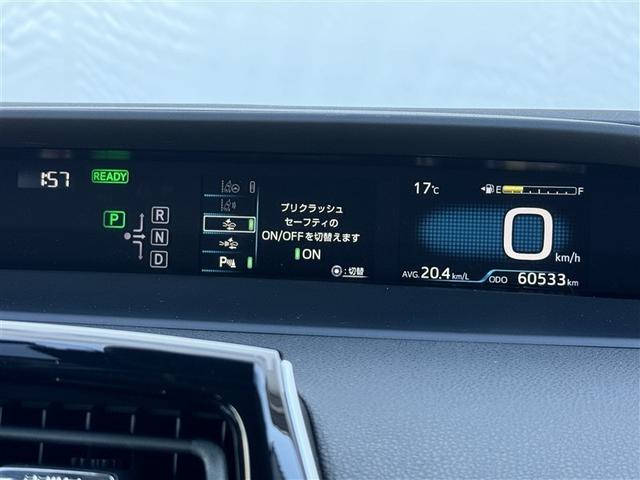 1:57
READY
P
R
N
D
プリクラッシュ
セーフティの
ON/OFFを切替えます
ON
:切替
P
17℃
E
F
0
km/h
AVG. 20.4 km/L
ODO 60533 km